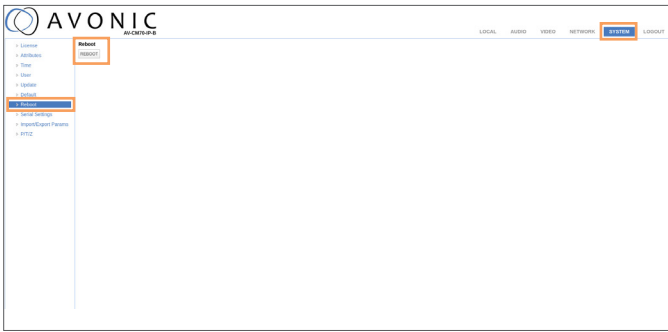 AVONIC
AV-CM70-IP-B
LOCAL AUDIO VIDEO NETWORK SYSTEM LOGOUT
> License
> Attributes
> Time
> User
> Update
> Default
> Reboot
> Serial Settings
> Import/Export Params
> P/T/Z
Reboot
REBOOT